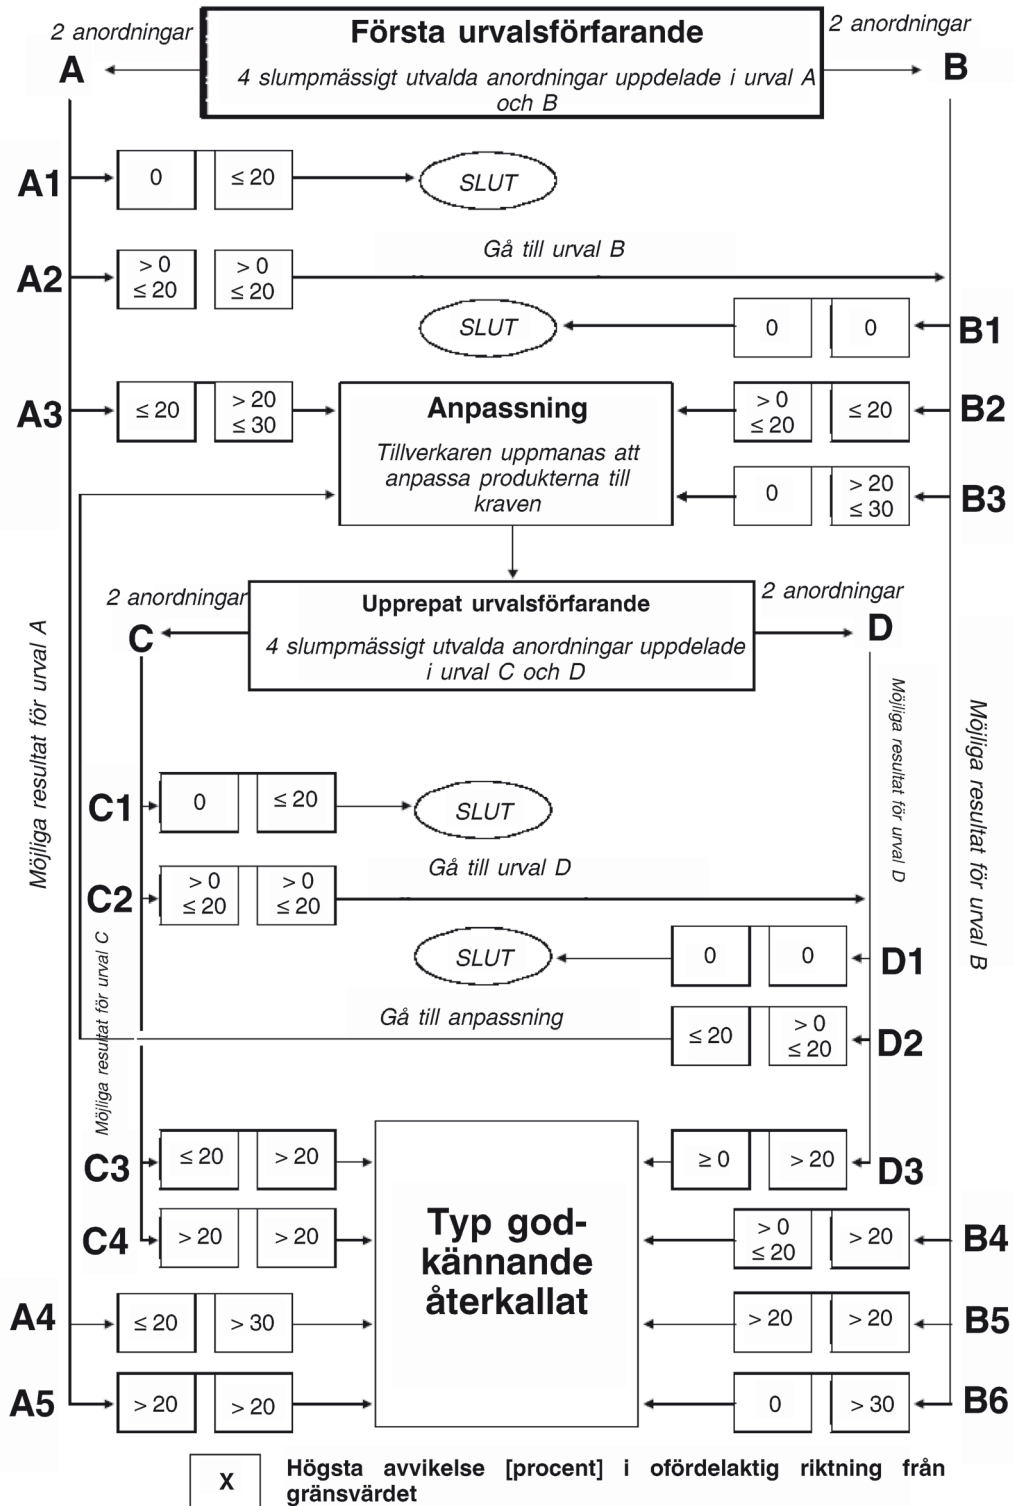 2 anordningar
Första urvalsförfarande
2 anordningar
A
4 slumpmässigt utvalda anordningar uppdelade i urval A
och B
B
A1
0
≤ 20
SLUT
Gå till urval B
A2
> 0
≤ 20
> 0
≤ 20
SLUT
0
0
B1
A3
≤ 20
> 20
≤ 30
Anpassning
Tillverkaren uppmanas att
anpassa produkterna till
kraven
> 0
≤ 20
≤ 20
B2
0
> 20
≤ 30
B3
2 anordningar
Upprepat urvalsförfarande
2 anordningar
C
4 slumpmässigt utvalda anordningar uppdelade
i urval C och D
D
Möjliga resultat för urval A
Möjliga resultat för urval D
Möjliga resultat för urval B
C1
0
≤ 20
SLUT
Gå till urval D
C2
> 0
≤ 20
> 0
≤ 20
Möjliga resultat för urval C
SLUT
0
0
D1
Gå till anpassning
≤ 20
> 0
≤ 20
D2
C3
≤ 20
> 20
Typ god-
kännande
återkallat
≥ 0
> 20
D3
C4
> 20
> 20
> 0
≤ 20
> 20
B4
A4
≤ 20
> 30
> 20
> 20
B5
A5
> 20
> 20
0
> 30
B6
X
Högsta avvikelse [procent] i ofördelaktig riktning från
gränsvärdet